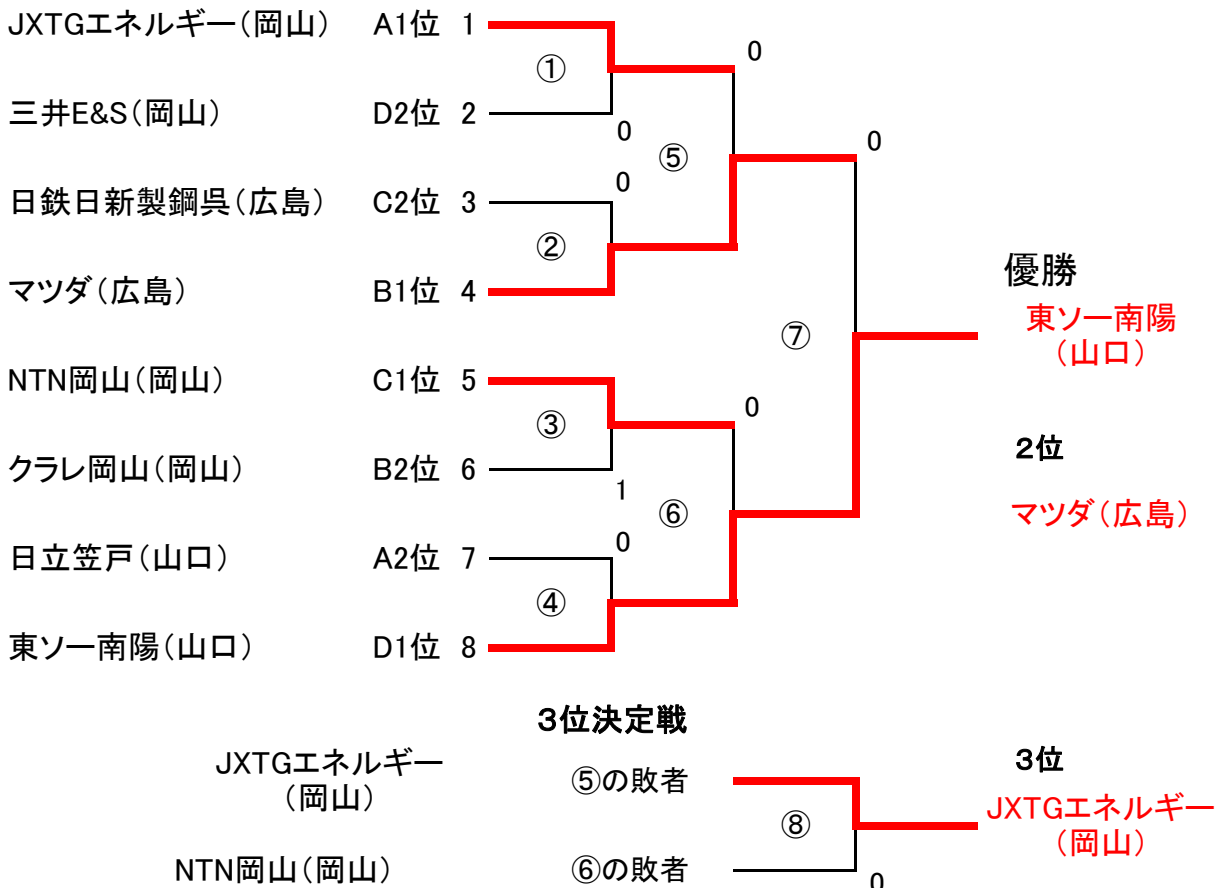 JXTGエネルギー(岡山) A1位 1
0
①
三井E&S(岡山) D2位 2
0
⑤
0
日鉄日新製鋼呉(広島) C2位 3
0
②
マツダ(広島) B1位 4
優勝
東ソー南陽
(山口)
⑦
NTN岡山(岡山) C1位 5
0
③
クラレ岡山(岡山) B2位 6
1
⑥
2位
マツダ(広島)
日立笠戸(山口) A2位 7
0
④
東ソー南陽(山口) D1位 8
3位決定戦
JXTGエネルギー
(岡山)
⑤の敗者
3位
JXTGエネルギー
(岡山)
⑧
NTN岡山(岡山) ⑥の敗者
0